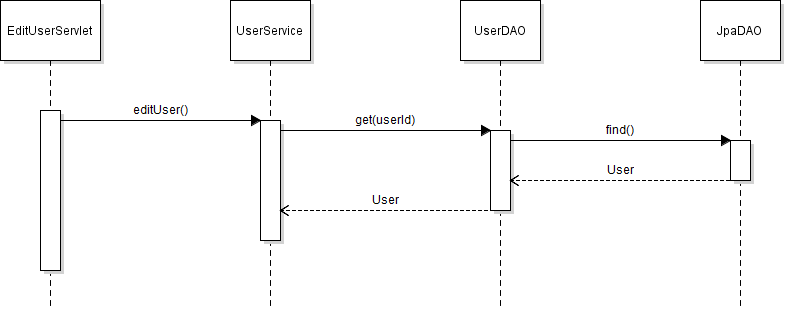 EditUserServlet
UserService
UserDAO
JpaDAO
editUser()
get(userId)
find()
User
User